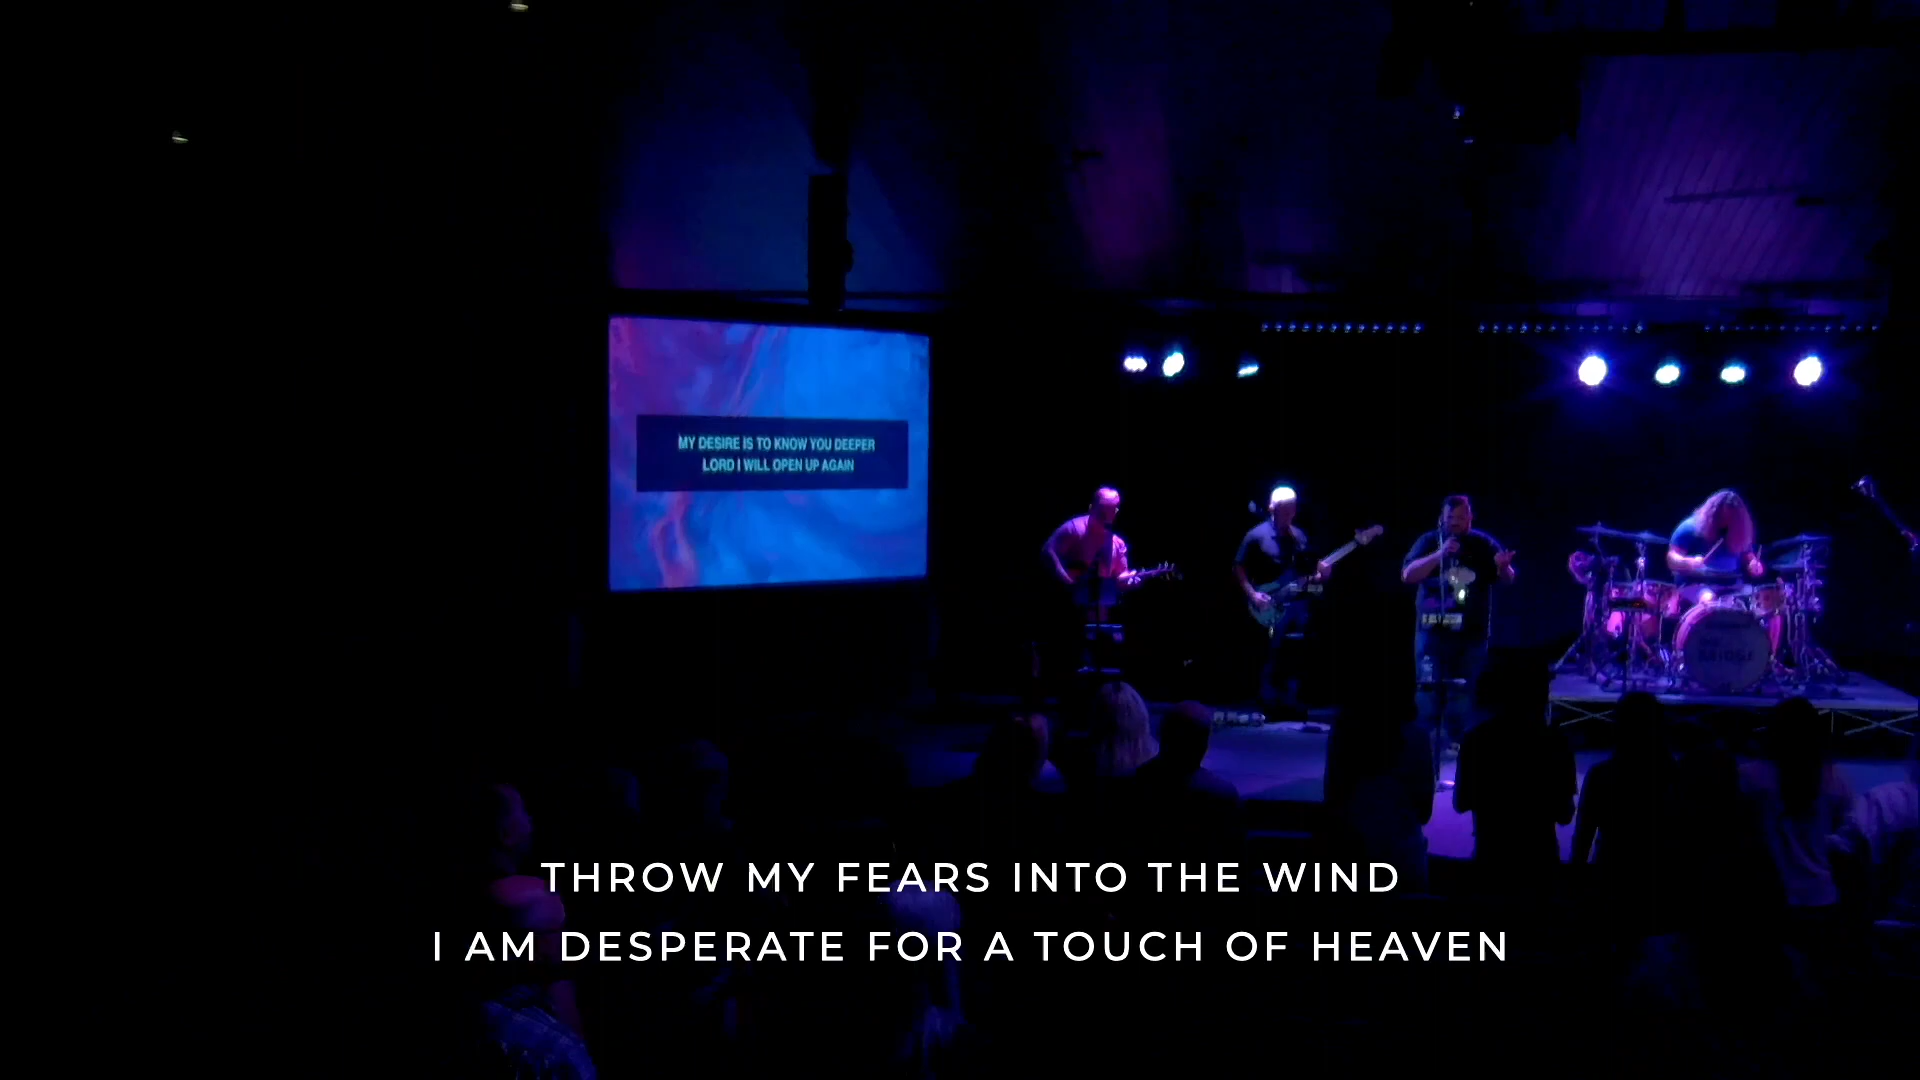 MY DESIRE IS TO KNOW YOU DEEPER
LORD I WILL OPEN UP AGAIN
THROW MY FEARS INTO THE WIND
I AM DESPERATE FOR A TOUCH OF HEAVEN